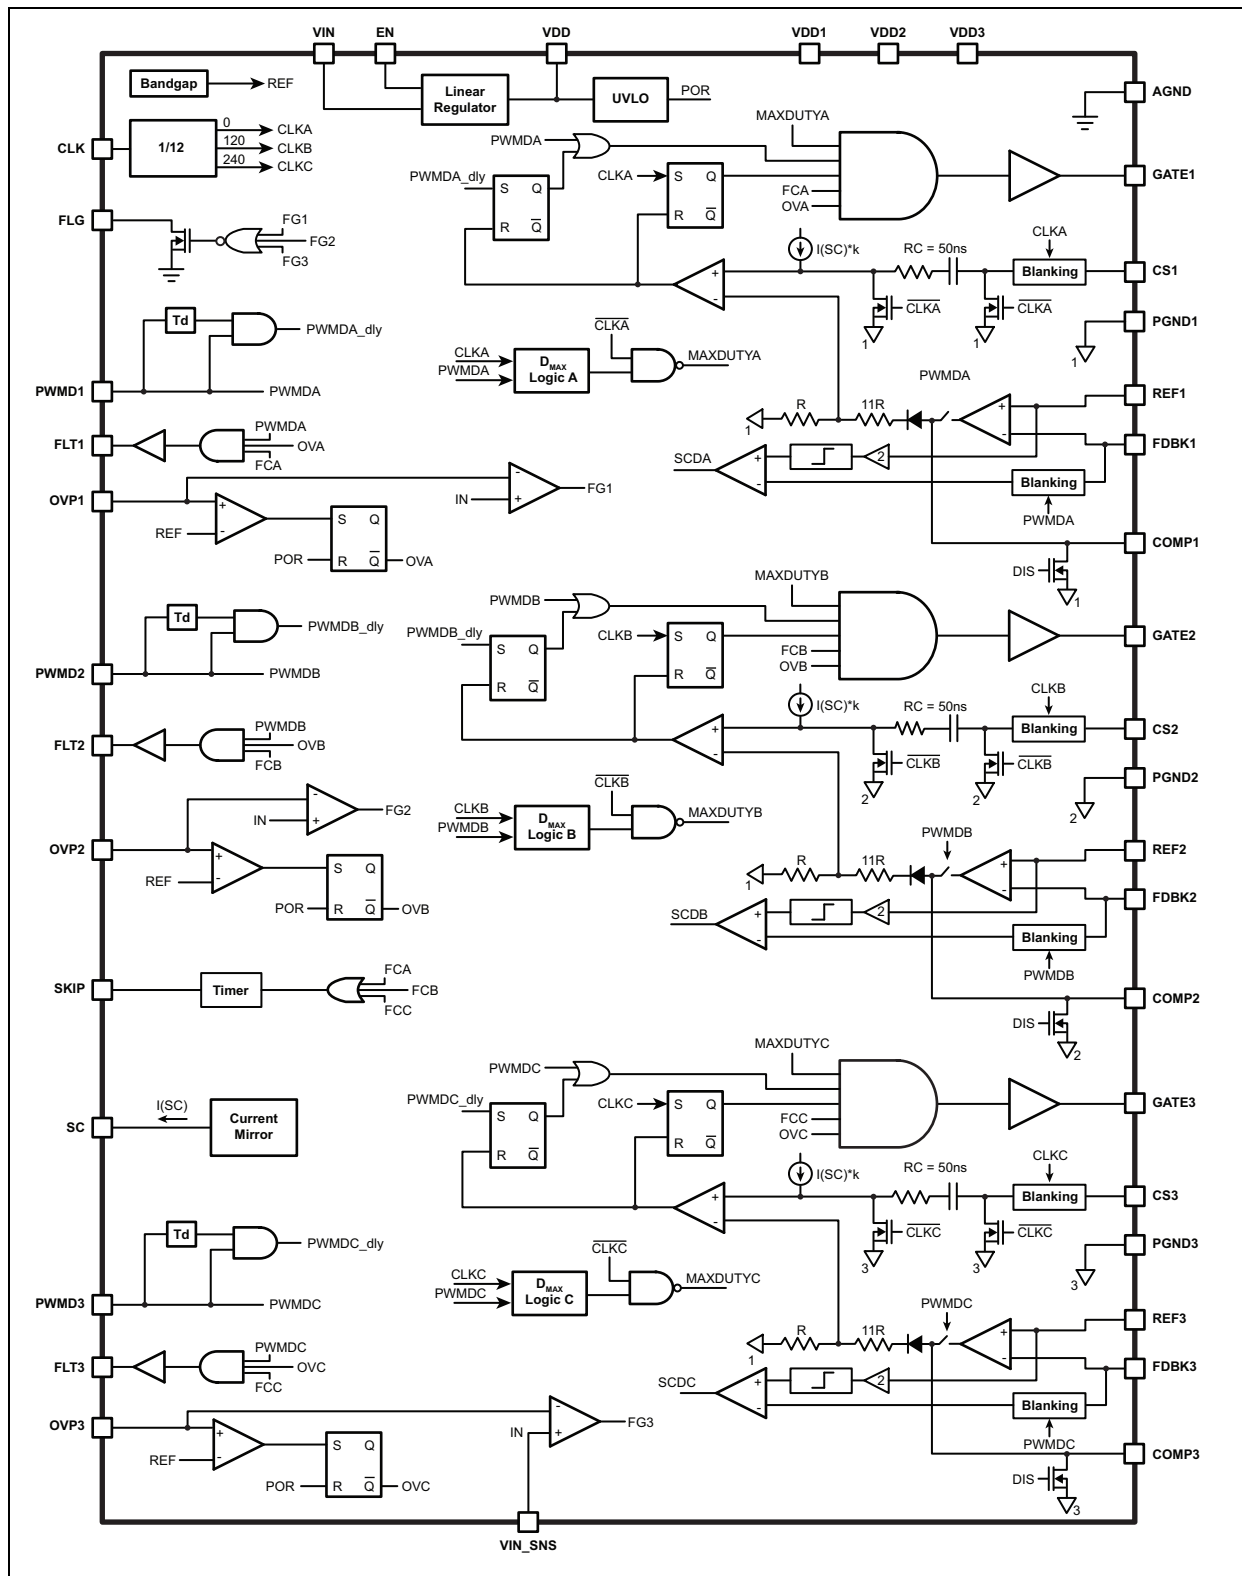 VIN
EN
VDD
VDD1
VDD2
VDD3
Bandgap
REF
Linear
Regulator
UVLO
POR
AGND
CLK
1/12
0
CLKA
120
CLKB
240
CLKC
MAXDUTYA
PWMDA
PWMDA_dly
S
Q
R
Q̅
CLKA
S
Q
R
Q̅
FCA
OVA
GATE1
FLG
FG1
FG2
FG3
I(SC)*k
RC = 50ns
CLKA
Blanking
CS1
+
-
C̅L̅K̅A̅
C̅L̅K̅A̅
1
1
PGND1
1
Td
PWMDA_dly
PWMD1
PWMDA
CLKA
PWMDA
DMAX
Logic A
C̅L̅K̅A̅
MAXDUTYA
PWMDA
REF1
R
11R
+
-
1
FDBK1
FLT1
PWMDA
OVA
FCA
SCDA
+
-
2
Blanking
PWMDA
OVP1
-
+
IN
FG1
+
-
REF
S
Q
R
Q̅
POR
OVA
COMP1
DIS
1
MAXDUTYB
PWMDB
PWMDB_dly
S
Q
R
Q̅
CLKB
S
Q
R
Q̅
FCB
OVB
GATE2
Td
PWMDB_dly
PWMD2
PWMDB
I(SC)*k
RC = 50ns
CLKB
Blanking
CS2
+
-
C̅L̅K̅B̅
C̅L̅K̅B̅
2
2
PGND2
2
FLT2
PWMDB
OVB
FCB
CLKB
PWMDB
DMAX
Logic B
C̅L̅K̅B̅
MAXDUTYB
OVP2
-
+
IN
FG2
+
-
REF
S
Q
R
Q̅
POR
OVB
PWMDB
REF2
R
11R
+
-
1
FDBK2
SCDB
+
-
2
Blanking
PWMDB
COMP2
DIS
2
SKIP
Timer
FCA
FCB
FCC
MAXDUTYC
PWMDC
PWMDC_dly
S
Q
R
Q̅
CLKC
S
Q
R
Q̅
FCC
OVC
GATE3
SC
I(SC)
Current
Mirror
I(SC)*k
RC = 50ns
CLKC
Blanking
CS3
+
-
C̅L̅K̅C̅
C̅L̅K̅C̅
3
3
PGND3
3
Td
PWMDC_dly
PWMD3
PWMDC
CLKC
PWMDC
DMAX
Logic C
C̅L̅K̅C̅
MAXDUTYC
PWMDC
REF3
R
11R
+
-
1
FDBK3
FLT3
PWMDC
OVC
FCC
SCDC
+
-
2
Blanking
PWMDC
OVP3
-
+
IN
FG3
+
-
REF
S
Q
R
Q̅
POR
OVC
COMP3
DIS
3
VIN_SNS